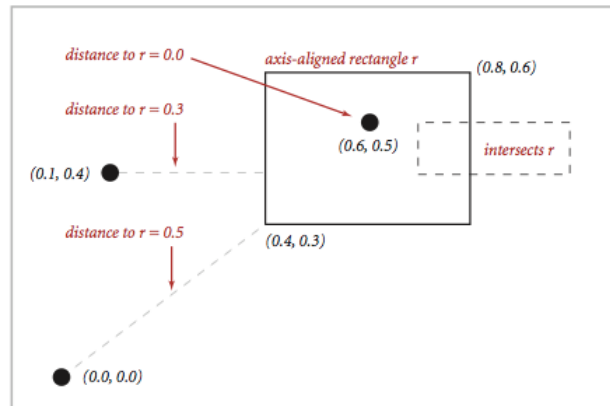 distance to r = 0.0
axis-aligned rectangle r
(0.8, 0.6)
distance to r = 0.3
(0.6, 0.5)
intersects r
(0.1, 0.4)
distance to r = 0.5
(0.4, 0.3)
(0.0, 0.0)